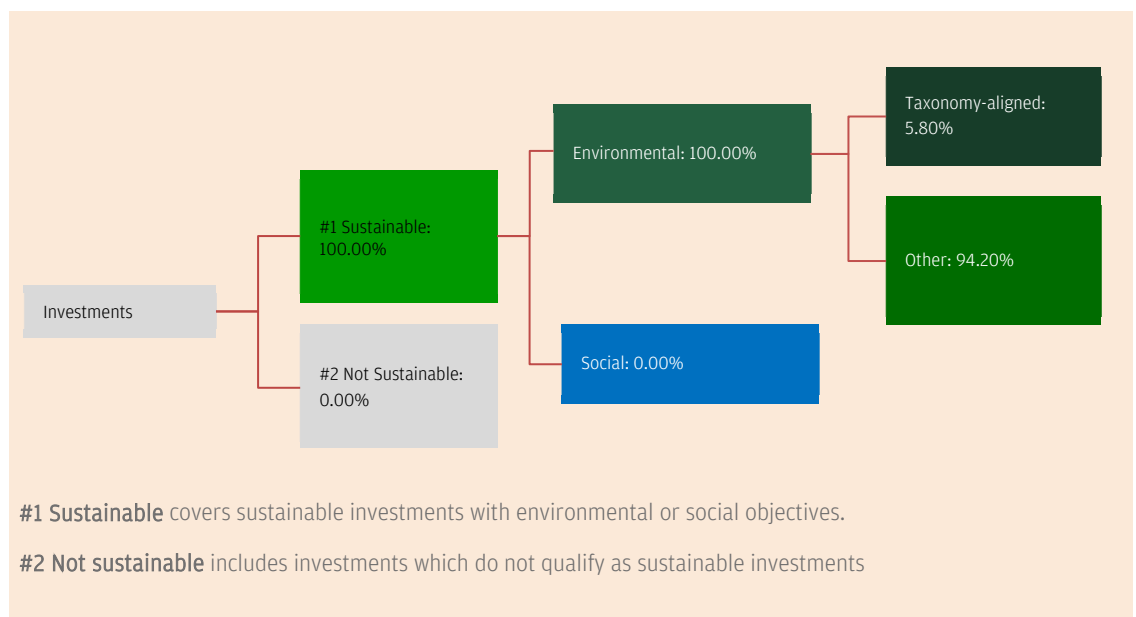 Taxonomy-aligned:
5.80%
Environmental: 100.00%
#1 Sustainable:
100.00%
Other: 94.20%
Investments
Social: 0.00%
#2 Not Sustainable:
0.00%
#1 Sustainable covers sustainable investments with environmental or social objectives.
#2 Not sustainable includes investments which do not qualify as sustainable investments